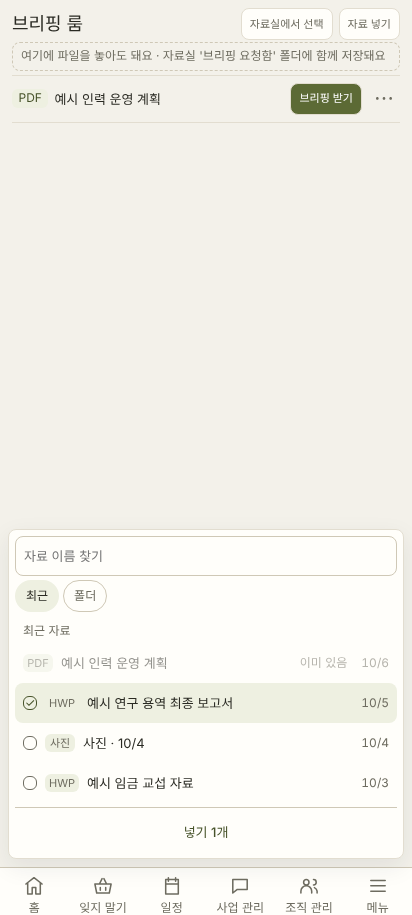 브리핑 룸
자료실에서 선택
자료 넣기
여기에 파일을 놓아도 돼요 · 자료실 '브리핑 요청함' 폴더에 함께 저장돼요
PDF 예시 인력 운영 계획
브리핑 받기
자료 이름 찾기
최근
폴더
최근 자료
PDF 예시 인력 운영 계획 이미 있음 10/6
HWP 예시 연구 용역 최종 보고서 10/5
사진 사진 · 10/4 10/4
HWP 예시 임금 교섭 자료 10/3
넣기 1개
홈
잊지 말기
일정
사업 관리
조직 관리
메뉴